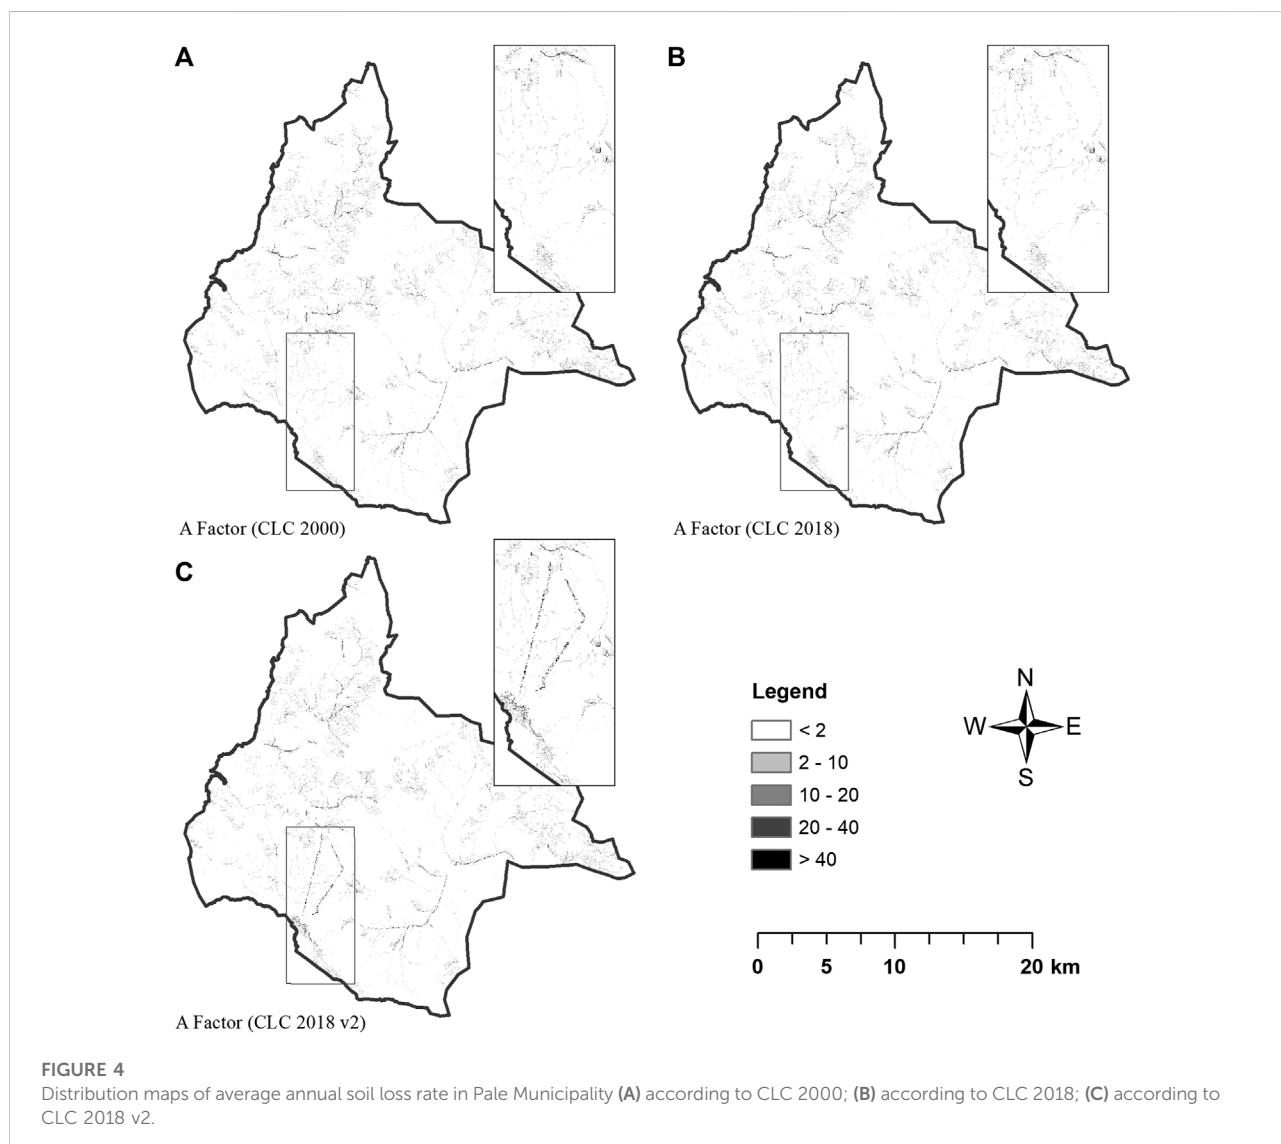 A
B
A Factor (CLC 2000)
A Factor (CLC 2018)
C
A Factor (CLC 2018 v2)
Legend
< 2
2 - 10
10 - 20
20 - 40
> 40
N
W E
S
0 5 10 20 km
FIGURE 4
Distribution maps of average annual soil loss rate in Pale Municipality (A) according to CLC 2000; (B) according to CLC 2018; (C) according to
CLC 2018 v2.